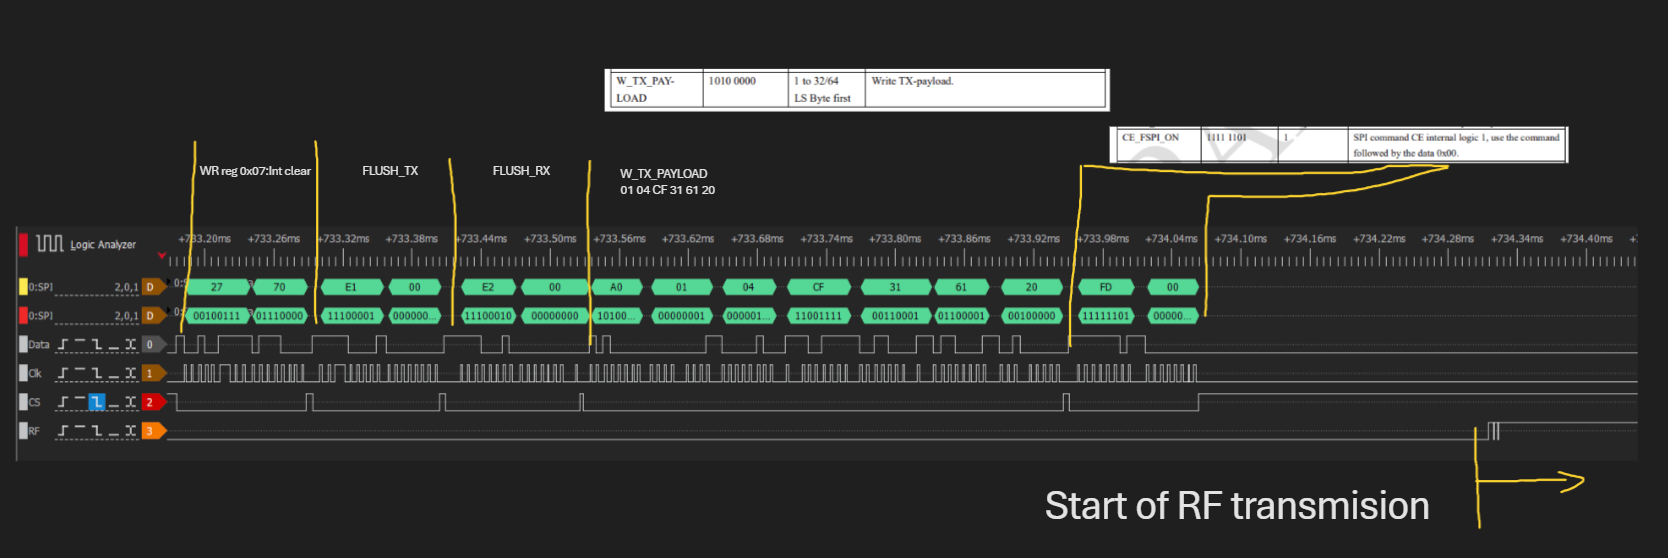 W_TX_PAY-
LOAD
1010 0000
1 to 32/64
LS Byte first
Write TX-payload.
CE_FSPI_ON
1111 1101
1
SPI command CE internal logic 1, use the command
followed by the data 0x00.
WR reg 0x07:Int clear
FLUSH_TX
FLUSH_RX
W_TX_PAYLOAD
01 04 CF 31 61 20
Logic Analyzer
+733.20ms +733.26ms +733.32ms +733.38ms +733.44ms +733.50ms +733.56ms +733.62ms +733.68ms +733.74ms +733.80ms +733.86ms +733.92ms +733.98ms +734.04ms +734.10ms +734.16ms +734.22ms +734.28ms +734.34ms +734.40ms
0:SPI 2,0,1 D 27 70 E1 00 E2 00 A0 01 04 CF 31 61 20 FD 00
0:SPI 2,0,1 D 00100111 01110000 11100001 000000... 11100010 00000000 10100... 00000001 000001... 11001111 00110001 01100001 00100000 11111101 00000...
Data 0
Clk 1
CS 2
RF 3
Start of RF transmision